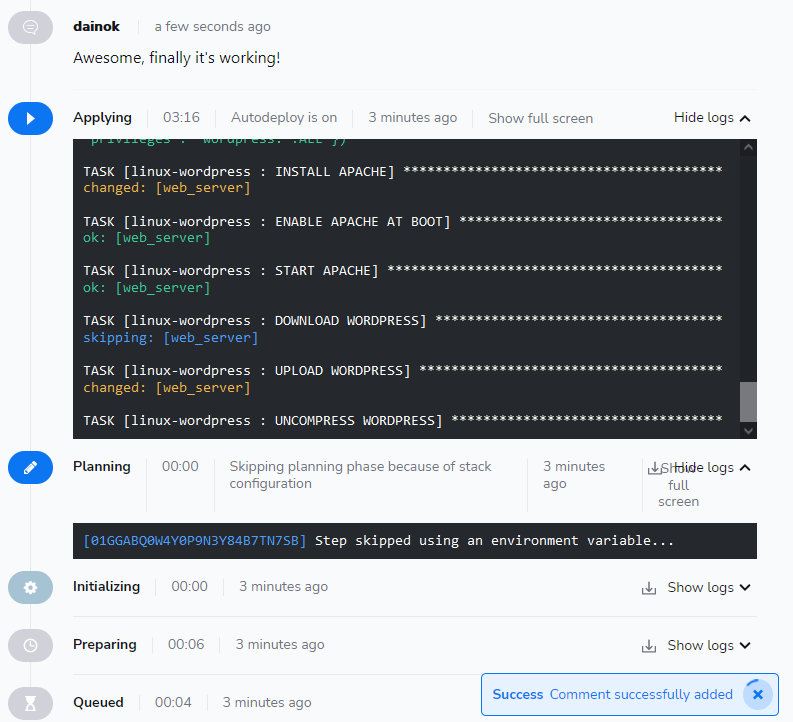 dainok a few seconds ago
Awesome, finally it's working!
Applying 03:16 Autodeploy is on 3 minutes ago Show full screen Hide logs
TASK [linux-wordpress : INSTALL APACHE] ****************************************
changed: [web_server]
TASK [linux-wordpress : ENABLE APACHE AT BOOT] *********************************
ok: [web_server]
TASK [linux-wordpress : START APACHE] ******************************************
ok: [web_server]
TASK [linux-wordpress : DOWNLOAD WORDPRESS] ************************************
skipping: [web_server]
TASK [linux-wordpress : UPLOAD WORDPRESS] **************************************
changed: [web_server]
TASK [linux-wordpress : UNCOMPRESS WORDPRESS] **********************************
Planning 00:00 Skipping planning phase because of stack configuration 3 minutes ago Show full screen Hide logs
[01GGABQ0W4Y0P9N3Y84B7TN7SB] Step skipped using an environment variable...
Initializing 00:00 3 minutes ago Show logs
Preparing 00:06 3 minutes ago Show logs
Queued 00:04 3 minutes ago
Success Comment successfully added